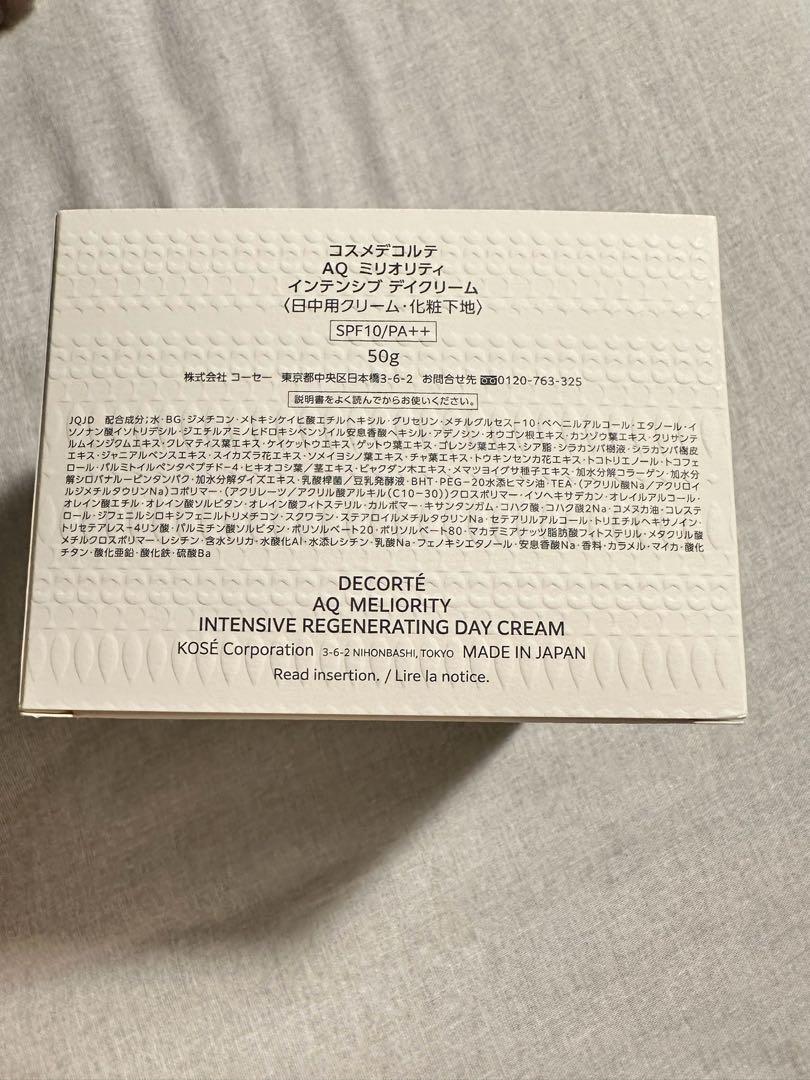 コスメデコルテ
AQ ミリオリティ
インテンシブ デイクリーム
〈日中用クリーム・化粧下地〉
SPF10/PA++
50g
株式会社 コーセー 東京都中央区日本橋3-6-2 お問合せ先 0120-763-325
説明書をよく読んでからお使いください。
JQJD 配合成分;水・BG・ジメチコン・メトキシケイヒ酸エチルヘキシル・グリセリン・メチルグルセス-10・ベヘニルアルコール・エタノール・イ
ソノナン酸イソトリデシル・ジエチルアミノヒドロキシベンゾイル安息香酸ヘキシル・アデノシン・オウゴン根エキス・カンゾウ葉エキス・クリサンテ
ルムインジクムエキス・クレマティス葉エキス・ケイケットウエキス・ゲットウ葉エキス・ゴレンシ葉エキス・シア脂・シラカンバ樹液・シラカンバ樹皮
エキス・ジャニアルベンスエキス・スイカズラ花エキス・ソメイヨシノ葉エキス・チャ葉エキス・トウキンセンカ花エキス・トコトリエノール・トコフェ
ロール・パルミトイルペンタペプチド-4・ヒキオコシ葉/茎エキス・ビャクダン木エキス・メマツヨイグサ種子エキス・加水分解コラーゲン・加水分
解シロバナルーピンタンパク・加水分解ダイズエキス・乳酸桿菌/豆乳発酵液・BHT・PEG-20水添ヒマシ油・TEA・(アクリル酸Na/アクリロイ
ルジメチルタウリンNa)コポリマー・(アクリレーツ/アクリル酸アルキル(C10-30))クロスポリマー・イソヘキサデカン・オレイルアルコール・
オレイン酸エチル・オレイン酸ソルビタン・オレイン酸フィトステリル・カルボマー・キサンタンガム・コハク酸・コハク酸2Na・コメヌカ油・コレステ
ロール・ジフェニルシロキシフェニルトリメチコン・スクワラン・ステアロイルメチルタウリンNa・セテアリルアルコール・トリエチルヘキサノイン・
トリセテアレス-4リン酸・パルミチン酸ソルビタン・ポリソルベート20・ポリソルベート80・マカデミアナッツ脂肪酸フィトステリル・メタクリル酸
メチルクロスポリマー・レシチン・含水シリカ・水酸化Al・水添レシチン・乳酸Na・フェノキシエタノール・安息香酸Na・香料・カラメル・マイカ・酸化
チタン・酸化亜鉛・酸化鉄・硫酸Ba
DECORTÉ
AQ MELIORITY
INTENSIVE REGENERATING DAY CREAM
KOSÉ Corporation 3-6-2 NIHONBASHI, TOKYO MADE IN JAPAN
Read insertion. / Lire la notice.